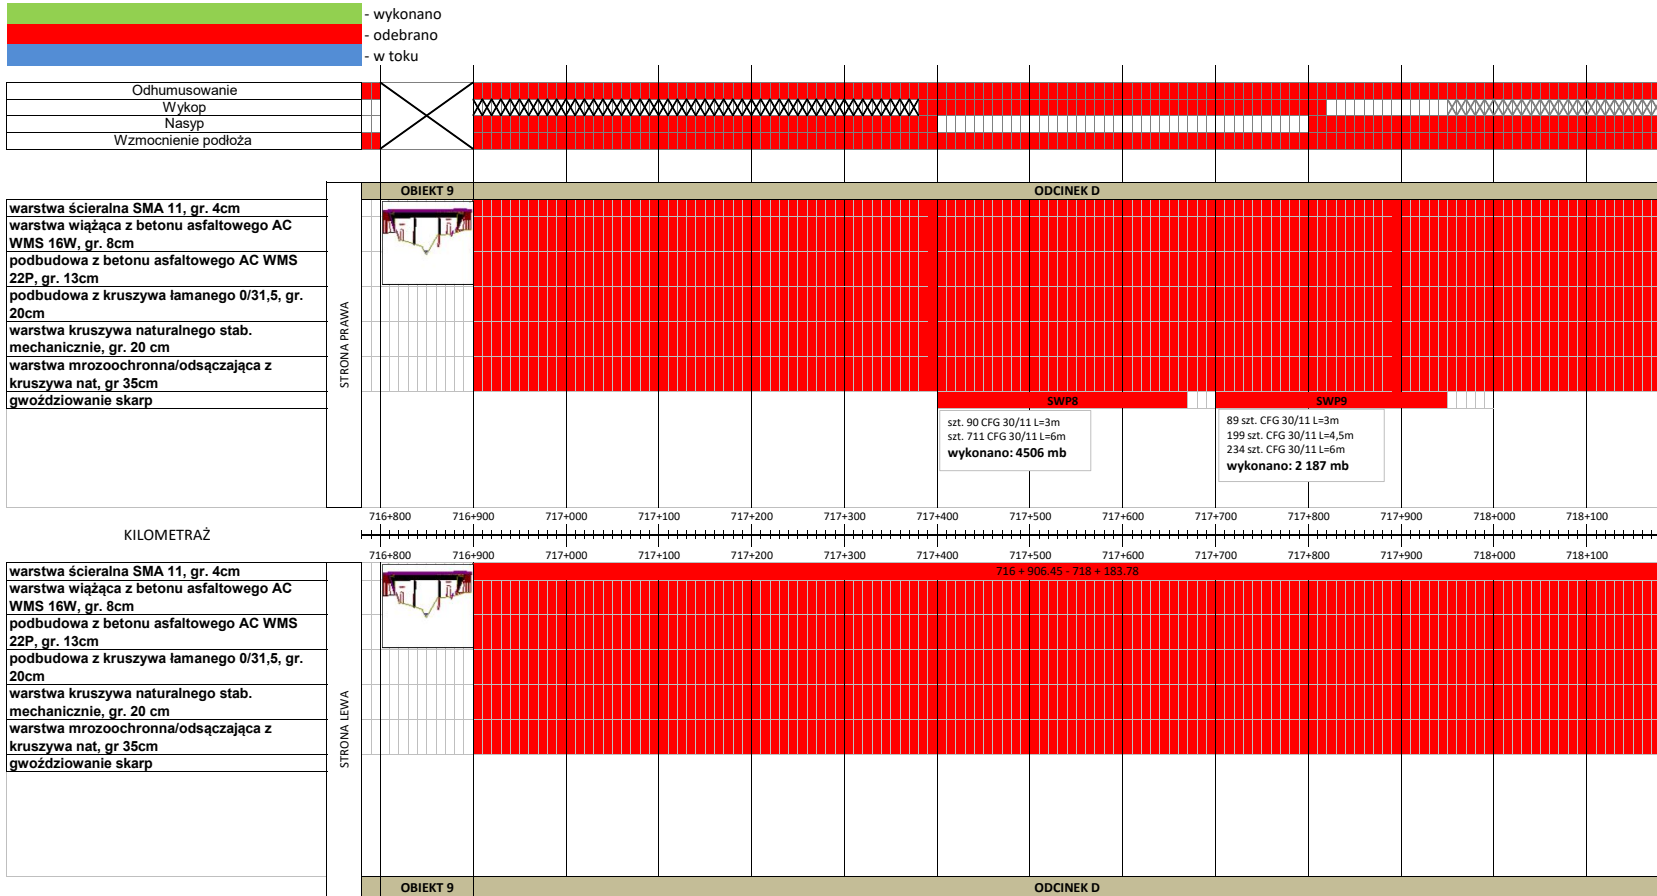 - wykonano
- odebrano
- w toku
Odhumusowanie
Wykop
Nasyp
Wzmocnienie podłoża
OBIEKT 9
ODCINEK D
STRONA PRAWA
warstwa ścieralna SMA 11, gr. 4cm
warstwa wiążąca z betonu asfaltowego AC
WMS 16W, gr. 8cm
podbudowa z betonu asfaltowego AC WMS
22P, gr. 13cm
podbudowa z kruszywa łamanego 0/31,5, gr.
20cm
warstwa kruszywa naturalnego stab.
mechanicznie, gr. 20 cm
warstwa mrozoochronna/odsączająca z
kruszywa nat, gr 35cm
gwoździowanie skarp
SWP8
SWP9
szt. 90 CFG 30/11 L=3m
szt. 711 CFG 30/11 L=6m
wykonano: 4506 mb
89 szt. CFG 30/11 L=3m
199 szt. CFG 30/11 L=4,5m
234 szt. CFG 30/11 L=6m
wykonano: 2 187 mb
716+800 716+900 717+000 717+100 717+200 717+300 717+400 717+500 717+600 717+700 717+800 717+900 718+000 718+100
KILOMETRAŻ
716+800 716+900 717+000 717+100 717+200 717+300 717+400 717+500 717+600 717+700 717+800 717+900 718+000 718+100
STRONA LEWA
warstwa ścieralna SMA 11, gr. 4cm
716 + 906.45 - 718 + 183.78
warstwa wiążąca z betonu asfaltowego AC
WMS 16W, gr. 8cm
podbudowa z betonu asfaltowego AC WMS
22P, gr. 13cm
podbudowa z kruszywa łamanego 0/31,5, gr.
20cm
warstwa kruszywa naturalnego stab.
mechanicznie, gr. 20 cm
warstwa mrozoochronna/odsączająca z
kruszywa nat, gr 35cm
gwoździowanie skarp
OBIEKT 9
ODCINEK D